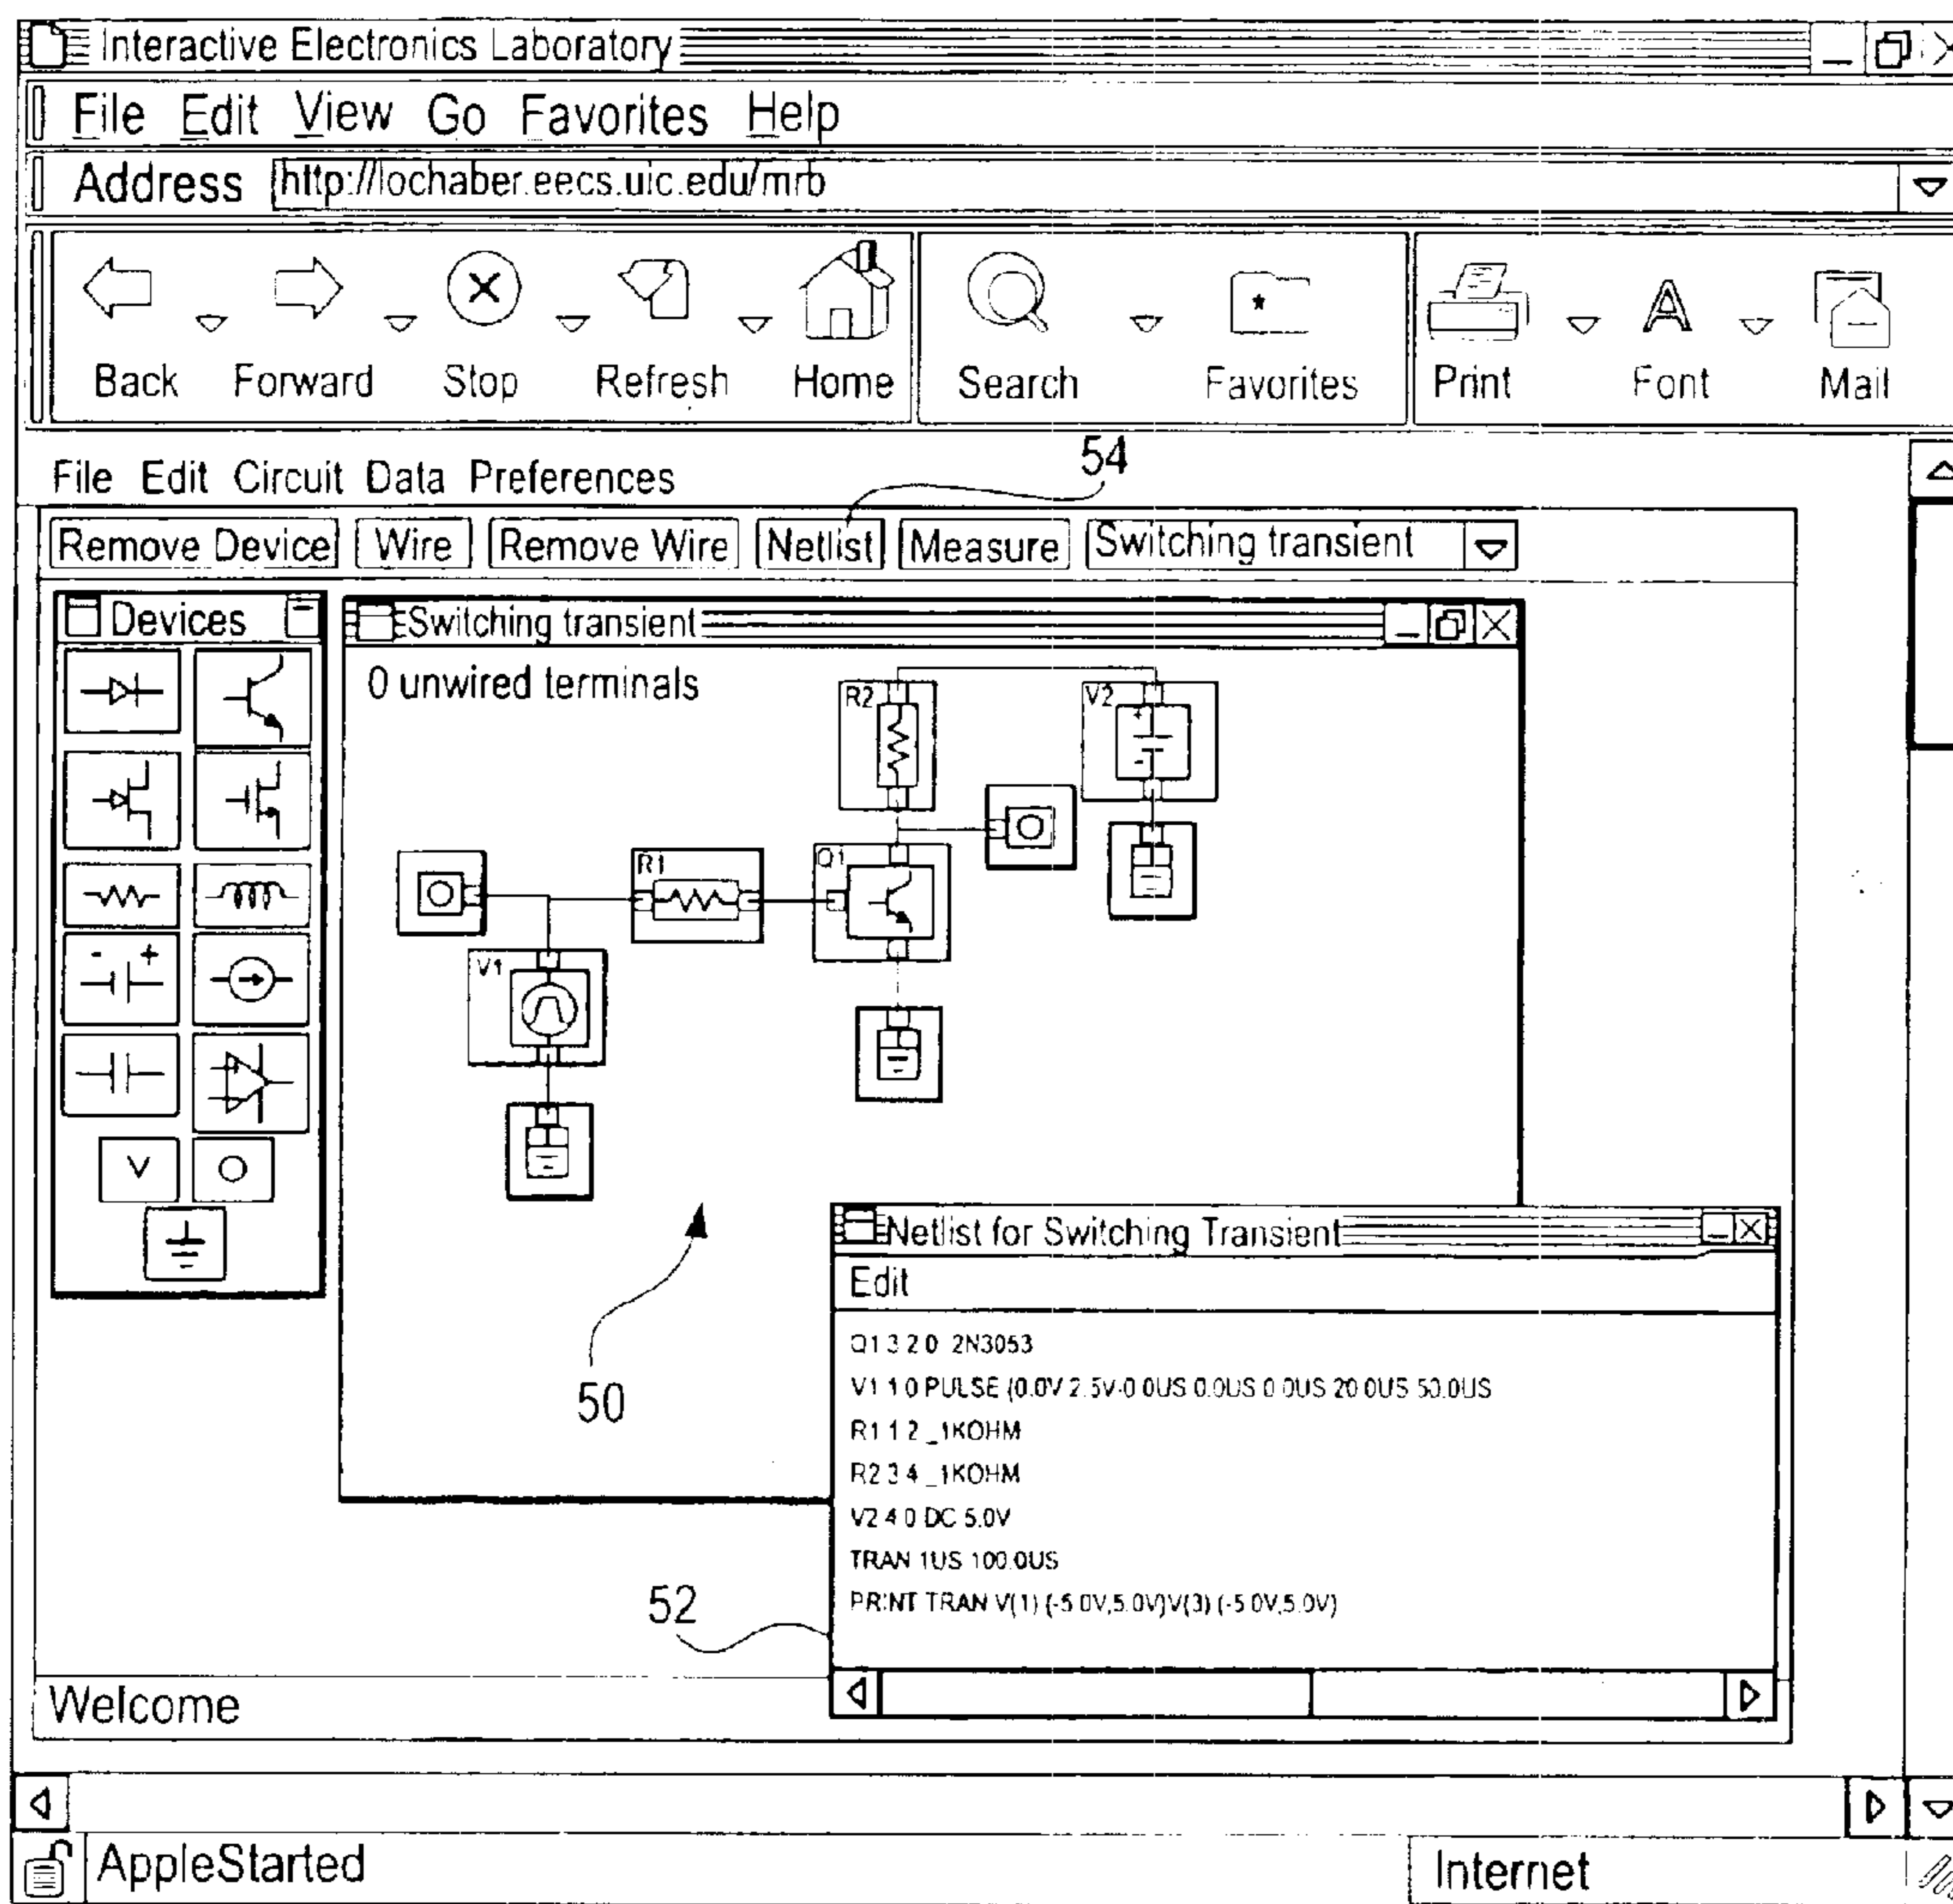 Interactive Electronics Laboratory
File Edit View Go Favorites Help
Address http://lochaber.eecs.uic.edu/mrb
Back Forward Stop Refresh Home Search Favorites Print Font Mail
54
File Edit Circuit Data Preferences
Remove Device Wire Remove Wire Netlist Measure Switching transient
Devices
Switching transient
0 unwired terminals
R2
V2
R1
Q1
V1
V
50
Netlist for Switching Transient
Edit
Q1 3 2 0 2N3053
V1 1 0 PULSE (0.0V 2.5V-0 0US 0.0US 0 0US 20 0US 50.0US
R1 1 2 _1KOHM
R2 3 4 _1KOHM
V2 4 0 DC 5.0V
TRAN 1US 100.0US
PRINT TRAN V(1) (-5 0V,5.0V)V(3) (-5 0V,5.0V)
52
Welcome
AppleStarted
Internet